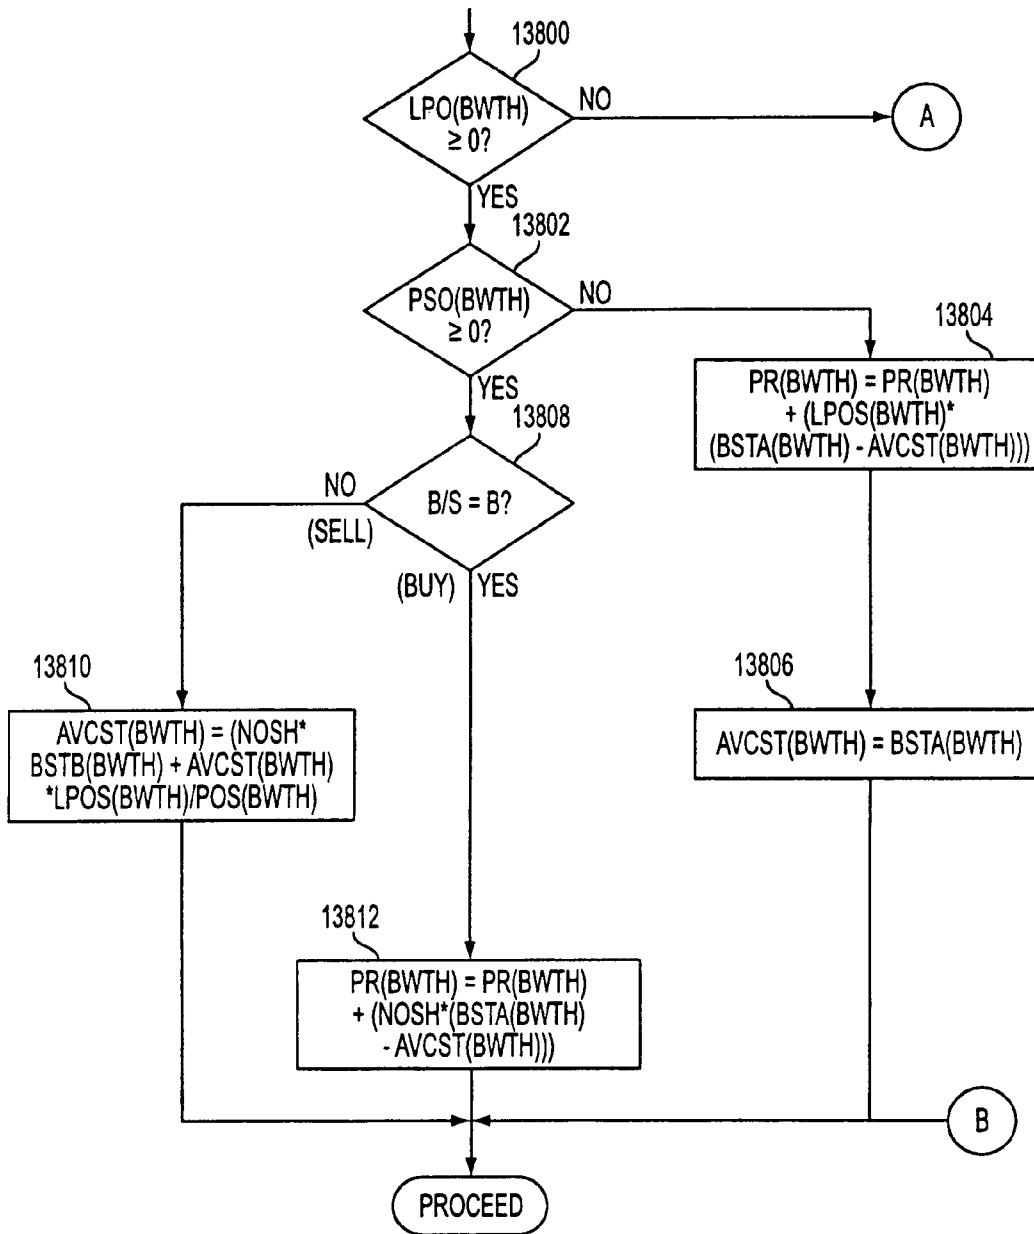 13800
LPO(BWTH)
≥ 0?
NO
A
YES
13802
PSO(BWTH)
≥ 0?
NO
13804
PR(BWTH) = PR(BWTH)
+ (LPOS(BWTH)*
(BSTA(BWTH) - AVCST(BWTH)))
YES
13808
B/S = B?
NO
(SELL)
(BUY) YES
13810
AVCST(BWTH) = (NOSH*
BSTB(BWTH) + AVCST(BWTH)
*LPOS(BWTH)/POS(BWTH)
13806
AVCST(BWTH) = BSTA(BWTH)
13812
PR(BWTH) = PR(BWTH)
+ (NOSH*(BSTA(BWTH)
- AVCST(BWTH)))
B
PROCEED